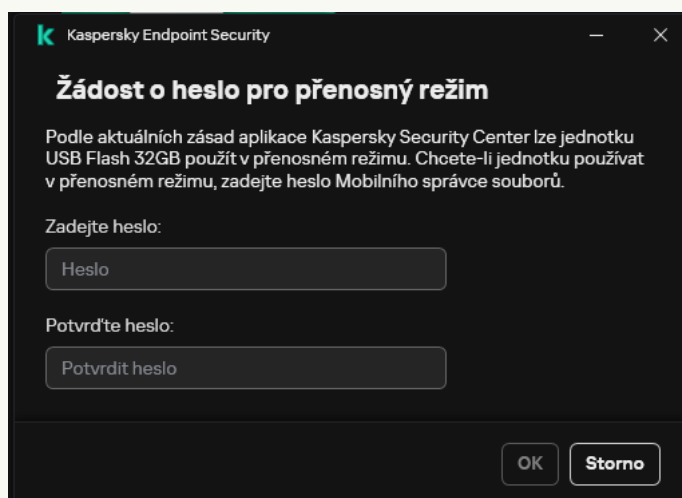 Kaspersky Endpoint Security
Žádost o heslo pro přenosný režim
Podle aktuálních zásad aplikace Kaspersky Security Center lze jednotku
USB Flash 32GB použít v přenosném režimu. Chcete-li jednotku používat
v přenosném režimu, zadejte heslo Mobilního správce souborů.
Zadejte heslo:
Heslo
Potvrďte heslo:
Potvrdit heslo
OK Storno